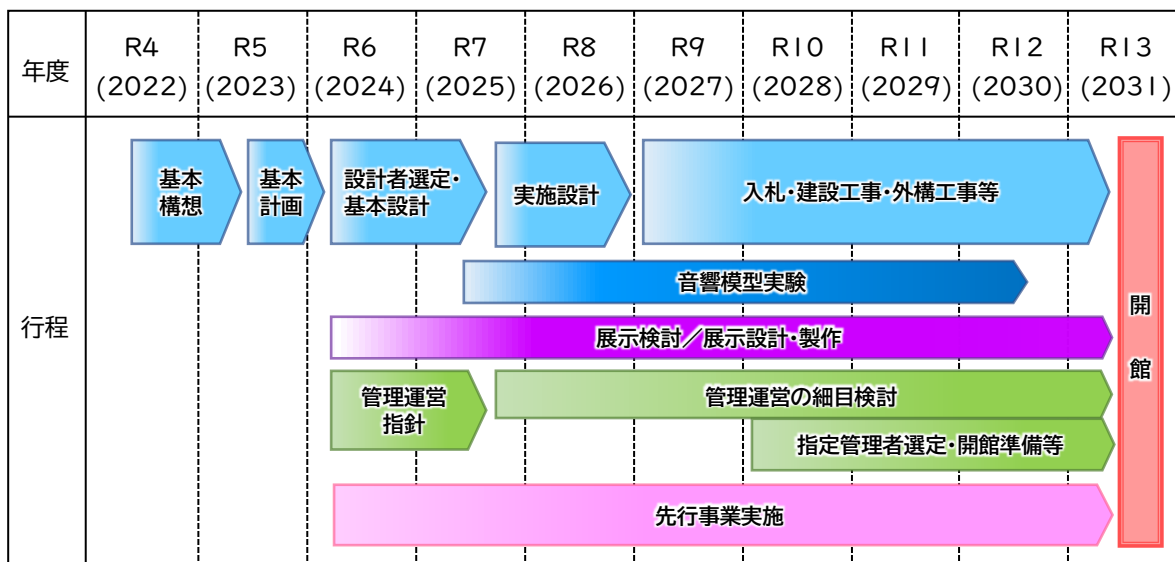 年度
R4
(2022)
R5
(2023)
R6
(2024)
R7
(2025)
R8
(2026)
R9
(2027)
R10
(2028)
R11
(2029)
R12
(2030)
R13
(2031)
行程
基本
構想
基本
計画
設計者選定・
基本設計
実施設計
入札・建設工事・外構工事等
音響模型実験
展示検討／展示設計・製作
管理運営
指針
管理運営の細目検討
指定管理者選定・開館準備等
先行事業実施
開
館